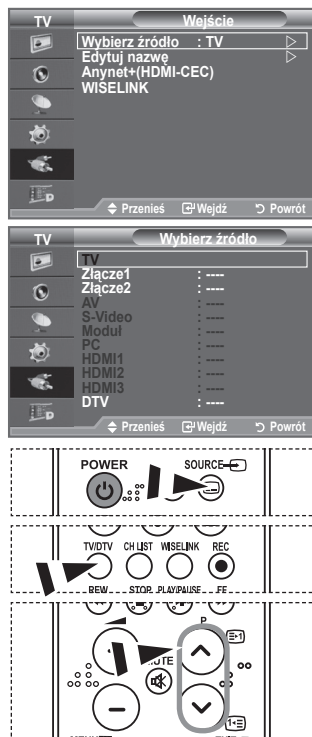 TV Wejście
Wybierz źródło : TV
Edytuj nazwę
Anynet+(HDMI-CEC)
WISELINK
Przenieś Wejdź Powrót
TV Wybierz źródło
TV
Złącze1 : ----
Złącze2 : ----
AV : ----
S-Video : ----
Moduł : ----
PC : ----
HDMI1 : ----
HDMI2 : ----
HDMI3 : ----
DTV : ----
Przenieś Wejdź Powrót
POWER SOURCE
TV/DTV CH LIST WISELINK REC
REW STOP PLAY/PAUSE FF
P
MUTE